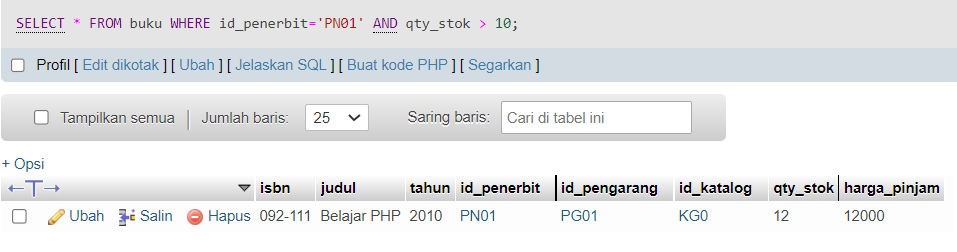 SELECT * FROM buku WHERE id_penerbit='PN01' AND qty_stok > 10;
Profil [ Edit dikotak ] [ Ubah ] [ Jelaskan SQL ] [ Buat kode PHP ] [ Segarkan ]
Tampilkan semua | Jumlah baris: 25 Saring baris: Cari di tabel ini
+ Opsi
←T→ isbn judul tahun id_penerbit id_pengarang id_katalog qty_stok harga_pinjam
Ubah Salin Hapus 092-111 Belajar PHP 2010 PN01 PG01 KG0 12 12000